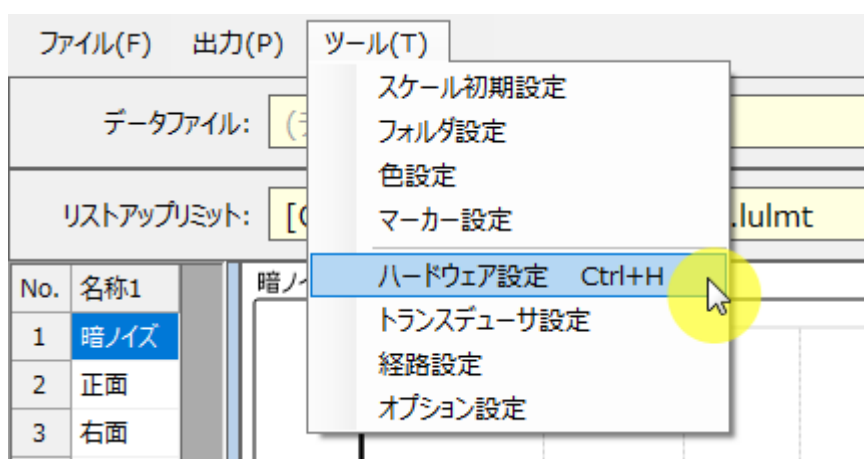 ファイル(F) 出力(P) ツール(T)
スケール初期設定
データファイル: (
フォルダ設定
色設定
リストアップリミット: [ .lulmt
マーカー設定
ハードウェア設定 Ctrl+H
No. 名称1
トランスデューサ設定
1 暗ノイズ
経路設定
2 正面
オプション設定
3 右面